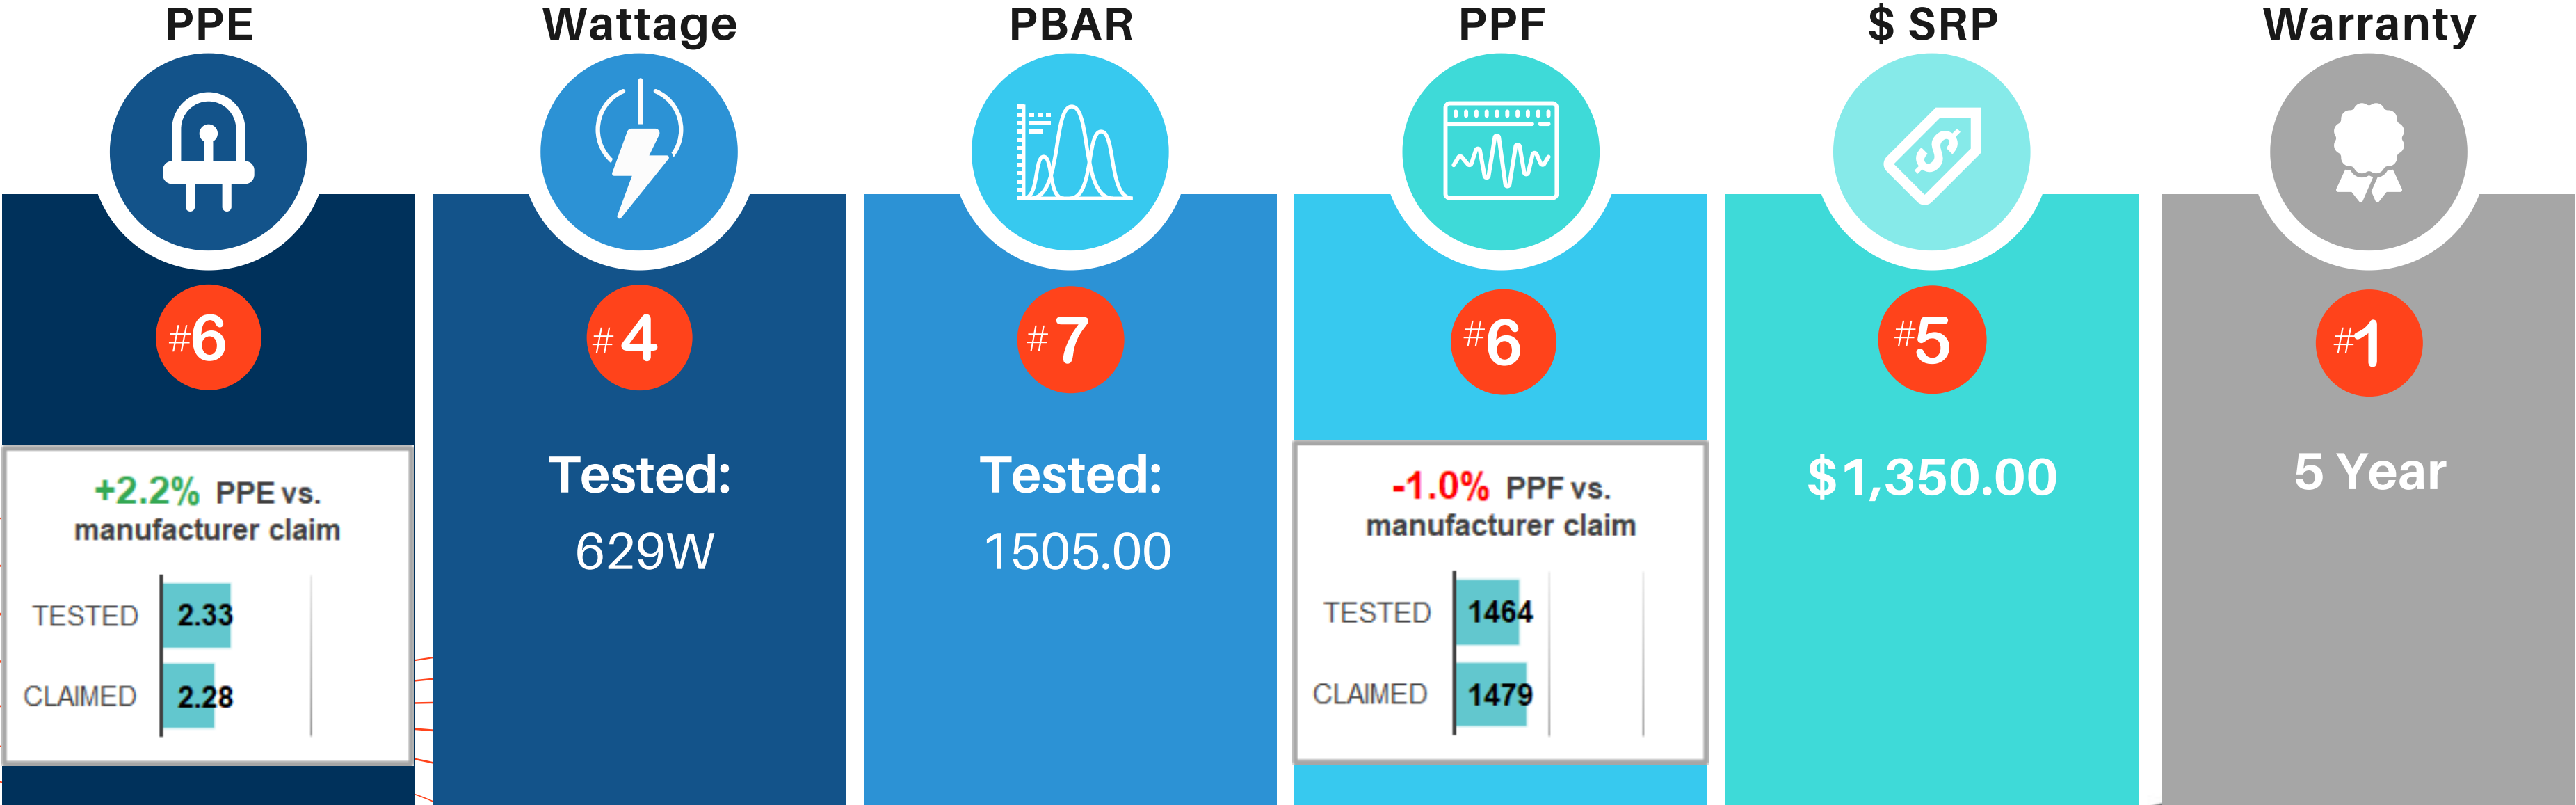 PPE
#6
+2.2% PPE vs.
manufacturer claim
TESTED 2.33
CLAIMED 2.28
Wattage
#4
Tested:
629W
PBAR
#7
Tested:
1505.00
PPF
#6
-1.0% PPF vs.
manufacturer claim
TESTED 1464
CLAIMED 1479
$ SRP
$
#5
$1,350.00
Warranty
#1
5 Year